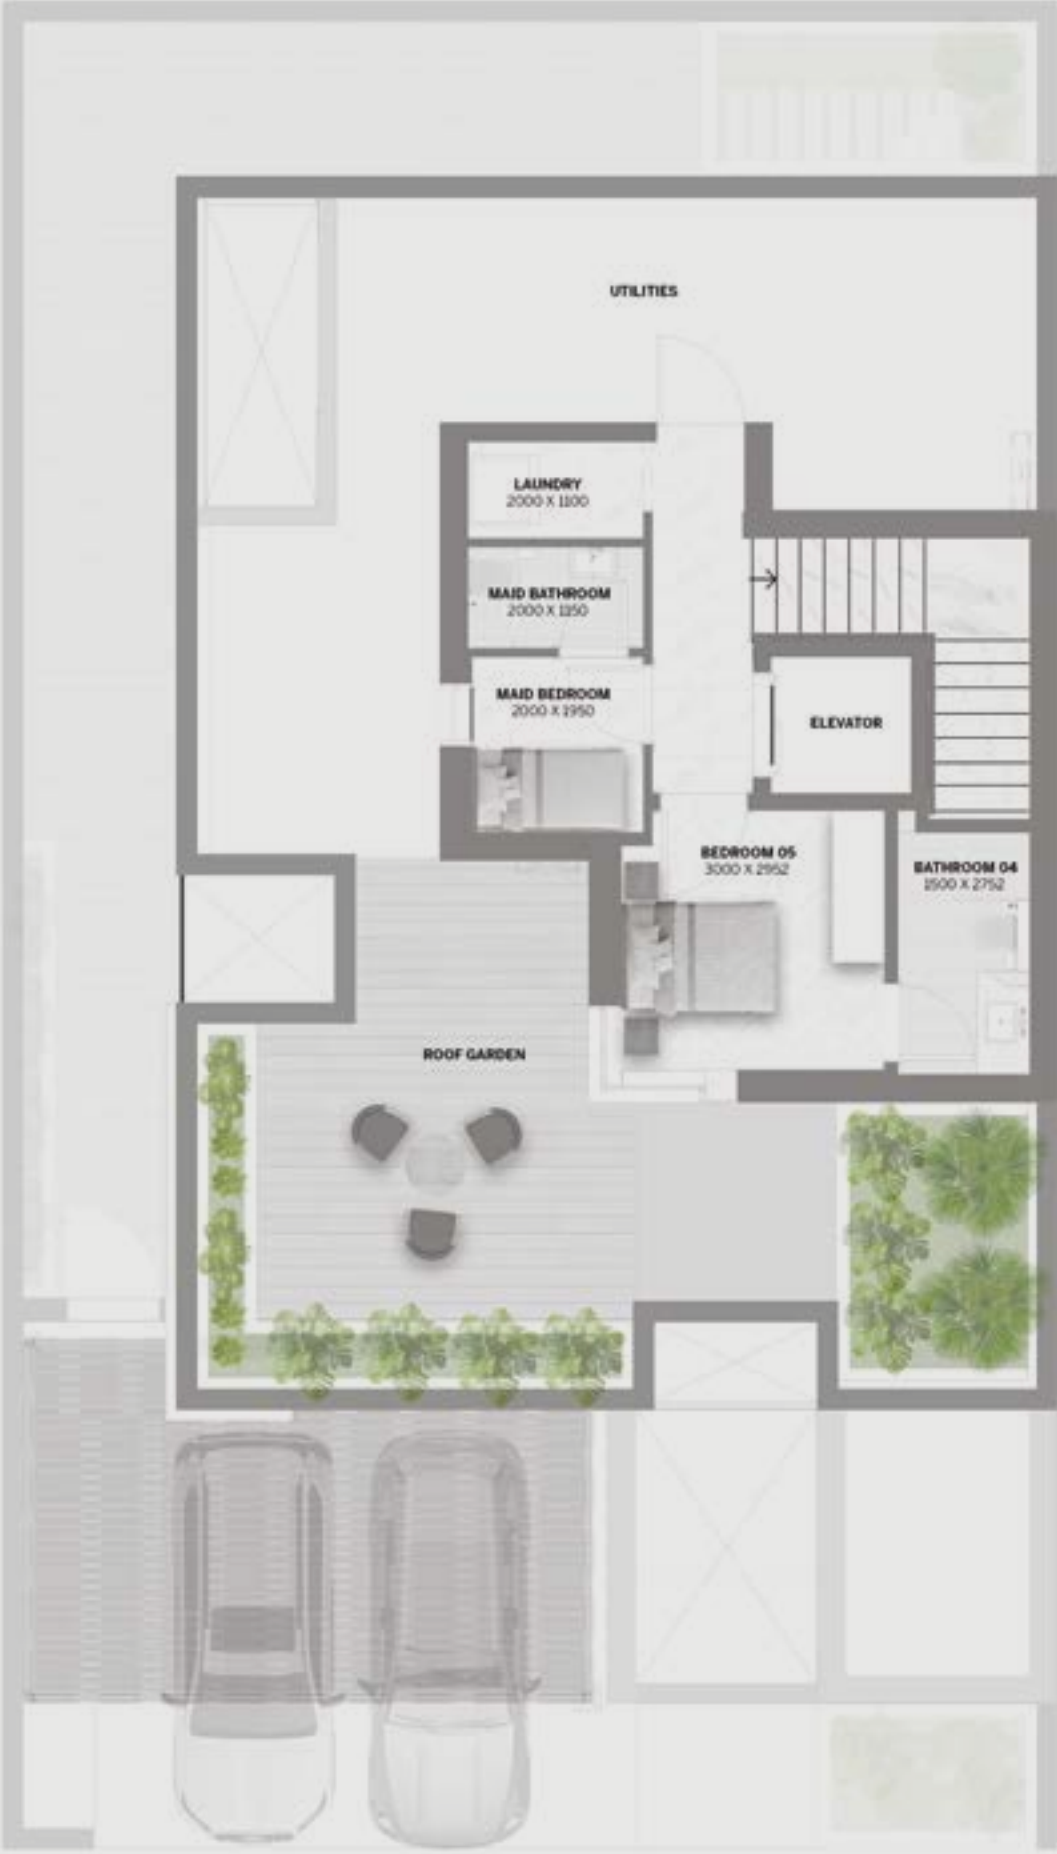 UTILITIES
LAUNDRY
2000 X 1100
MAID BATHROOM
2000 X 1150
MAID BEDROOM
2000 X 1950
ELEVATOR
BEDROOM 05
3000 X 2952
BATHROOM 04
1500 X 2752
ROOF GARDEN